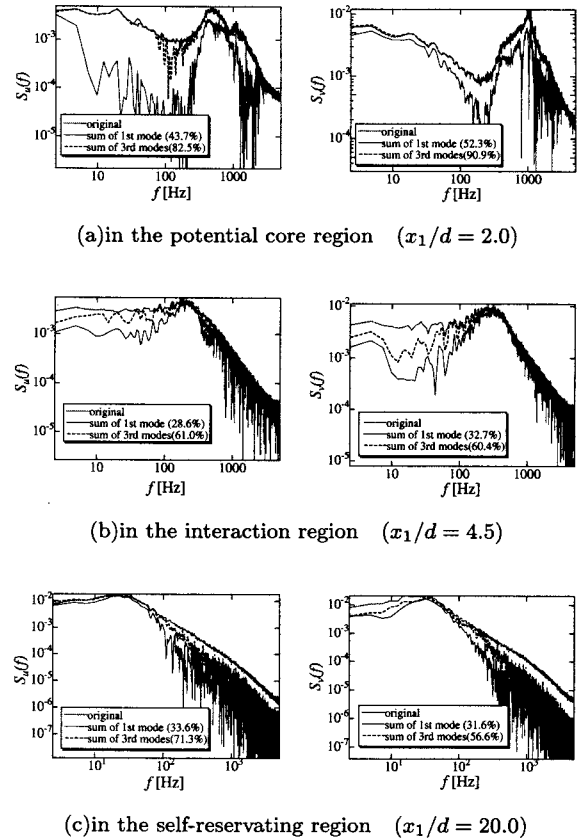 10⁻³
10⁻⁴
10⁻⁵
Sᵤ(f)
original
sum of 1st mode (43.7%)
sum of 3rd modes(82.5%)
10 100 1000
f [Hz]
10⁻²
10⁻³
10⁻⁴
Sᵥ(f)
original
sum of 1st mode (52.3%)
sum of 3rd modes(90.9%)
10 100 1000
f [Hz]
(a)in the potential core region (x₁/d = 2.0)
10⁻³
10⁻⁴
10⁻⁵
Sᵤ(f)
original
sum of 1st mode (28.6%)
sum of 3rd modes(61.0%)
10 100 1000
f [Hz]
10⁻²
10⁻³
10⁻⁴
10⁻⁵
Sᵥ(f)
original
sum of 1st mode (32.7%)
sum of 3rd modes (60.4%)
10 100 1000
f [Hz]
(b)in the interaction region (x₁/d = 4.5)
10⁻²
10⁻³
10⁻⁴
10⁻⁵
10⁻⁶
10⁻⁷
Sᵤ(f)
original
sum of 1st mode (33.6%)
sum of 3rd modes(71.3%)
10¹ 10² 10³
f [Hz]
10⁻²
10⁻³
10⁻⁴
10⁻⁵
10⁻⁶
10⁻⁷
Sᵥ(f)
original
sum of 1st mode (31.6%)
sum of 3rd modes(56.6%)
10¹ 10² 10³
f [Hz]
(c)in the self-reservating region (x₁/d = 20.0)